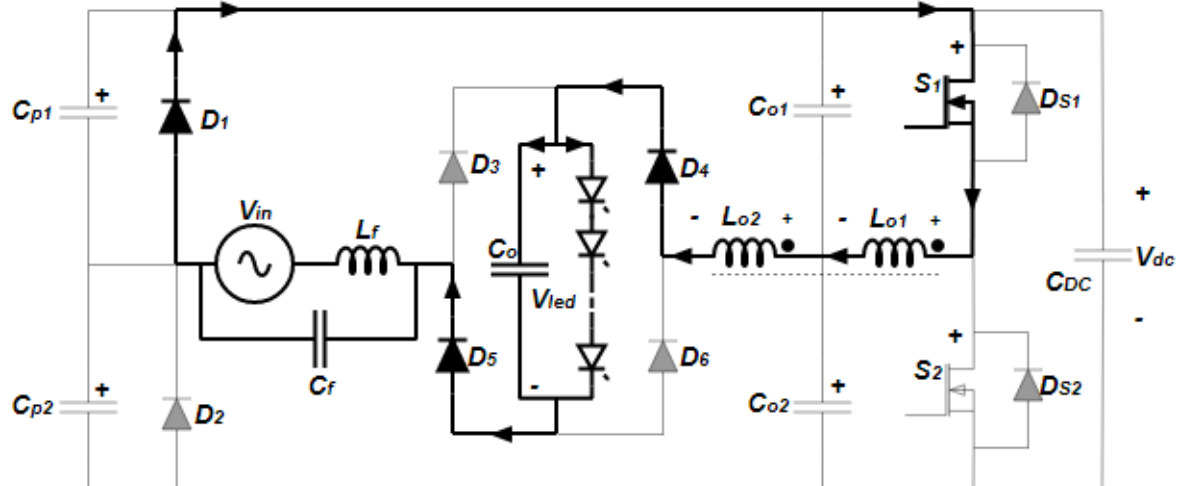 +
S1
DS1
Cp1
+
D1
Co1
+
D3
D4
+
Vin
Lf
Co
Vled
-
- Lo2 +
- Lo1 +
CDC
+
Vdc
-
Cf
D5
D6
+
S2
DS2
Cp2
+
D2
Co2
+